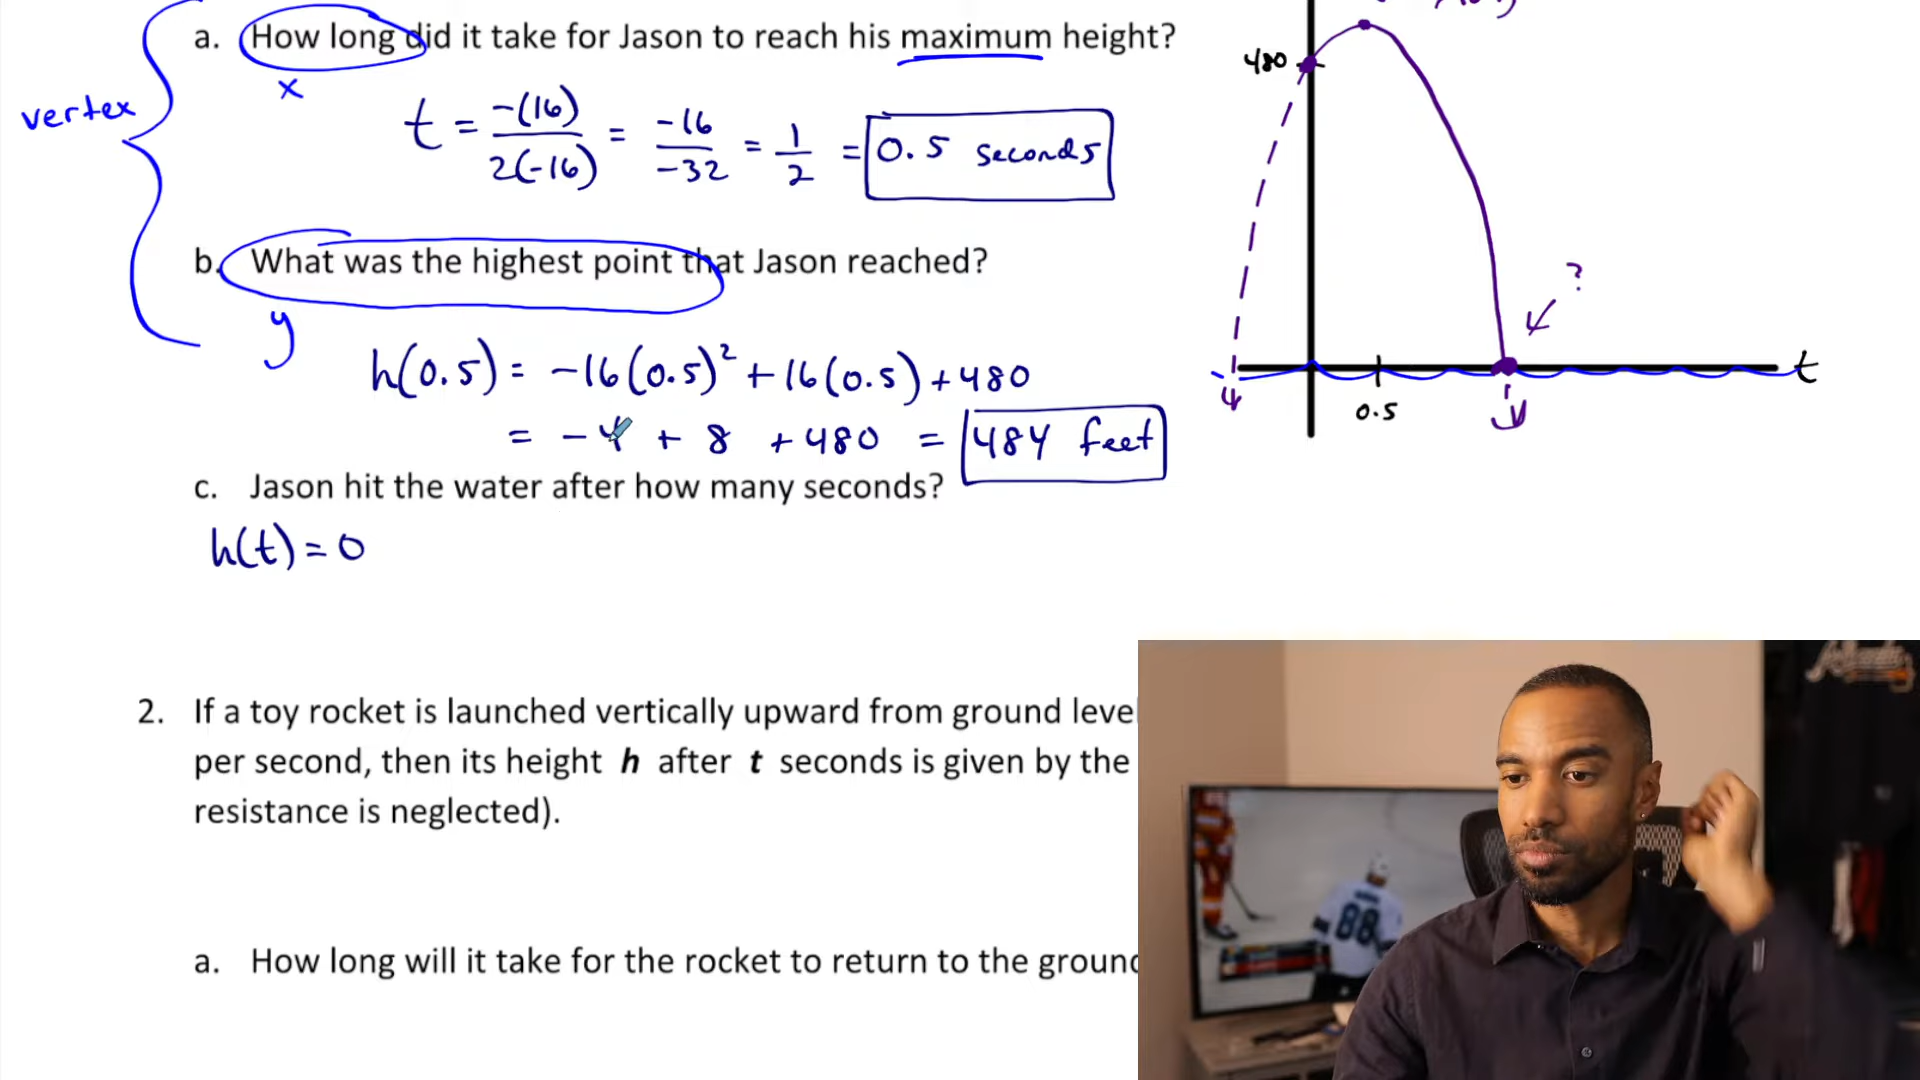 a. How long did it take for Jason to reach his maximum height?
x
vertex
t = -(16) / 2(-16) = -16 / -32 = 1 / 2 = 0.5 seconds
b. What was the highest point that Jason reached?
y
h(0.5) = -16(0.5)² + 16(0.5) + 480
= -4 + 8 + 480 = 484 feet
c. Jason hit the water after how many seconds?
h(t) = 0
480
?
t
0.5
2. If a toy rocket is launched vertically upward from ground level
per second, then its height h after t seconds is given by the
resistance is neglected).
a. How long will it take for the rocket to return to the ground
88